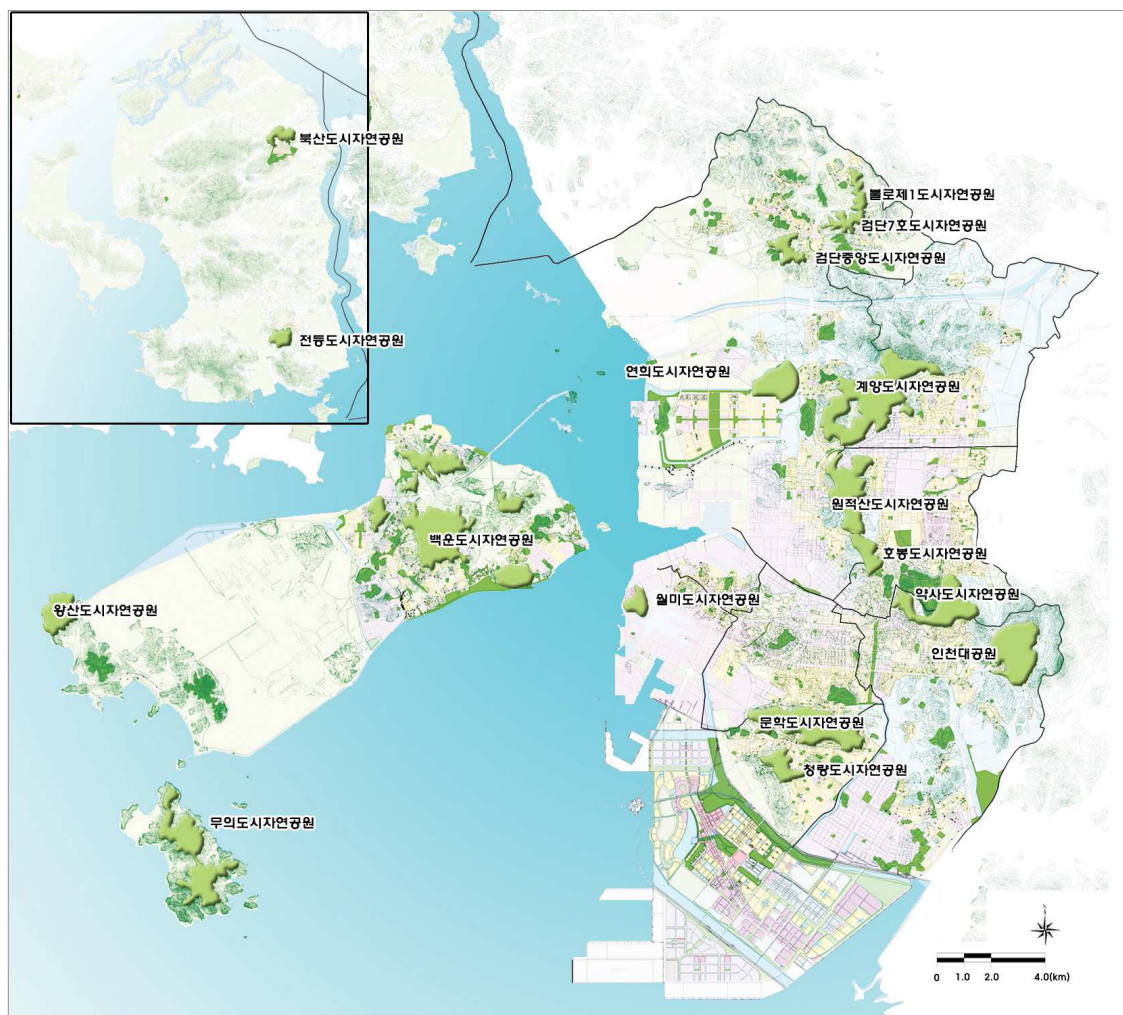 북산도시자연공원
불로제1도시자연공원
검단7호도시자연공원
검단중앙도시자연공원
전등도시자연공원
연희도시자연공원
계양도시자연공원
원적산도시자연공원
백운도시자연공원
호봉도시자연공원
약사도시자연공원
월미도시자연공원
왕산도시자연공원
인천대공원
문학도시자연공원
청량도시자연공원
무의도시자연공원
N
0 1.0 2.0 4.0(km)